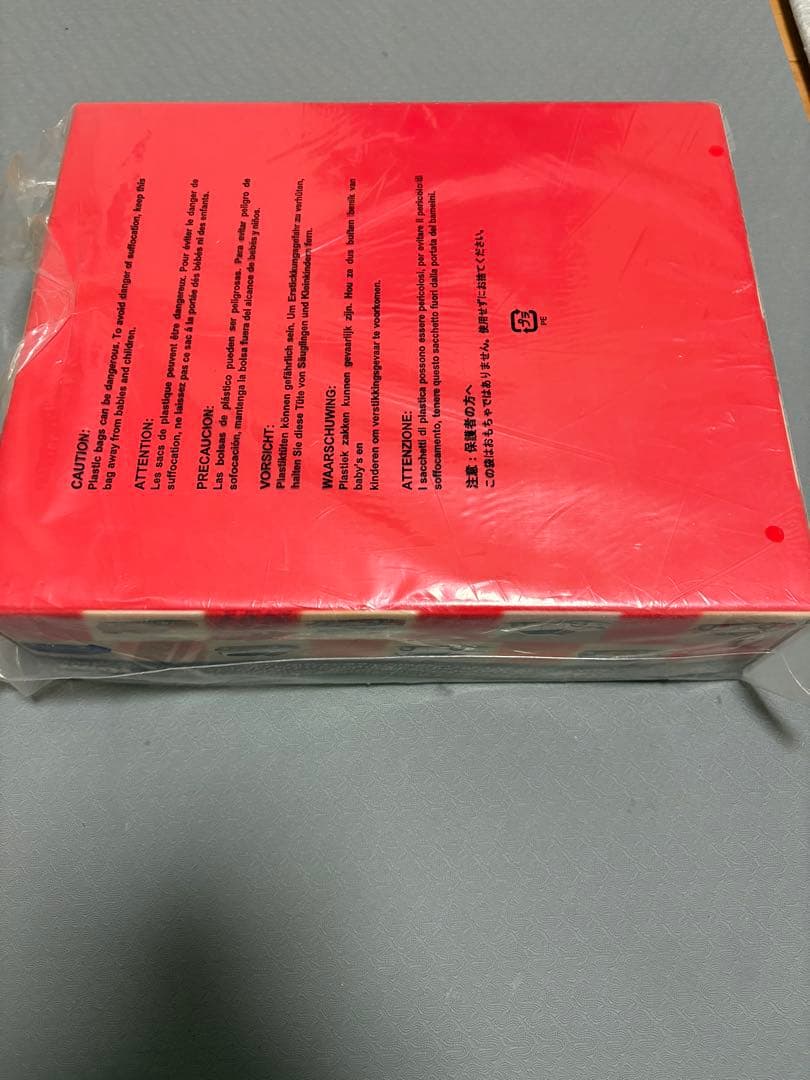 CAUTION:
Plastic bags can be dangerous. To avoid danger of suffocation, keep this
bag away from babies and children.
ATTENTION:
Les sacs de plastique peuvent être dangereux. Pour éviter le danger de
suffocation, ne laissez pas ce sac à la portée dès bébés ni des enfants.
PRECAUCION:
Las bolsas de plástico pueden ser peligrosas. Para evitar peligro de
sofocación, mantenga la bolsa fuera del alcance de bebés y niños.
VORSICHT:
Plastiktüten können gefährlich sein. Um Erstickkungsgefahr zu verhüten,
halten Sie diese Tüte von Säuglingen und Kleinkindern fern.
WAARSCHUWING:
Plastiek zakken kunnen gevaarlijk zijn. Hou ze dus buiten bereik van
baby's en
kinderen om verstikkingsgevaar te voorkomen.
ATTENZIONE:
I sacchetti di plastica possono essere pericolosi, per evitare il pericolo di
soffocamento, tenere questo sacchetto fuori dalla portata dei bameini.
注意：保護者の方へ
この袋はおもちゃではありません。使用せずにお捨てください。
プラ
PE